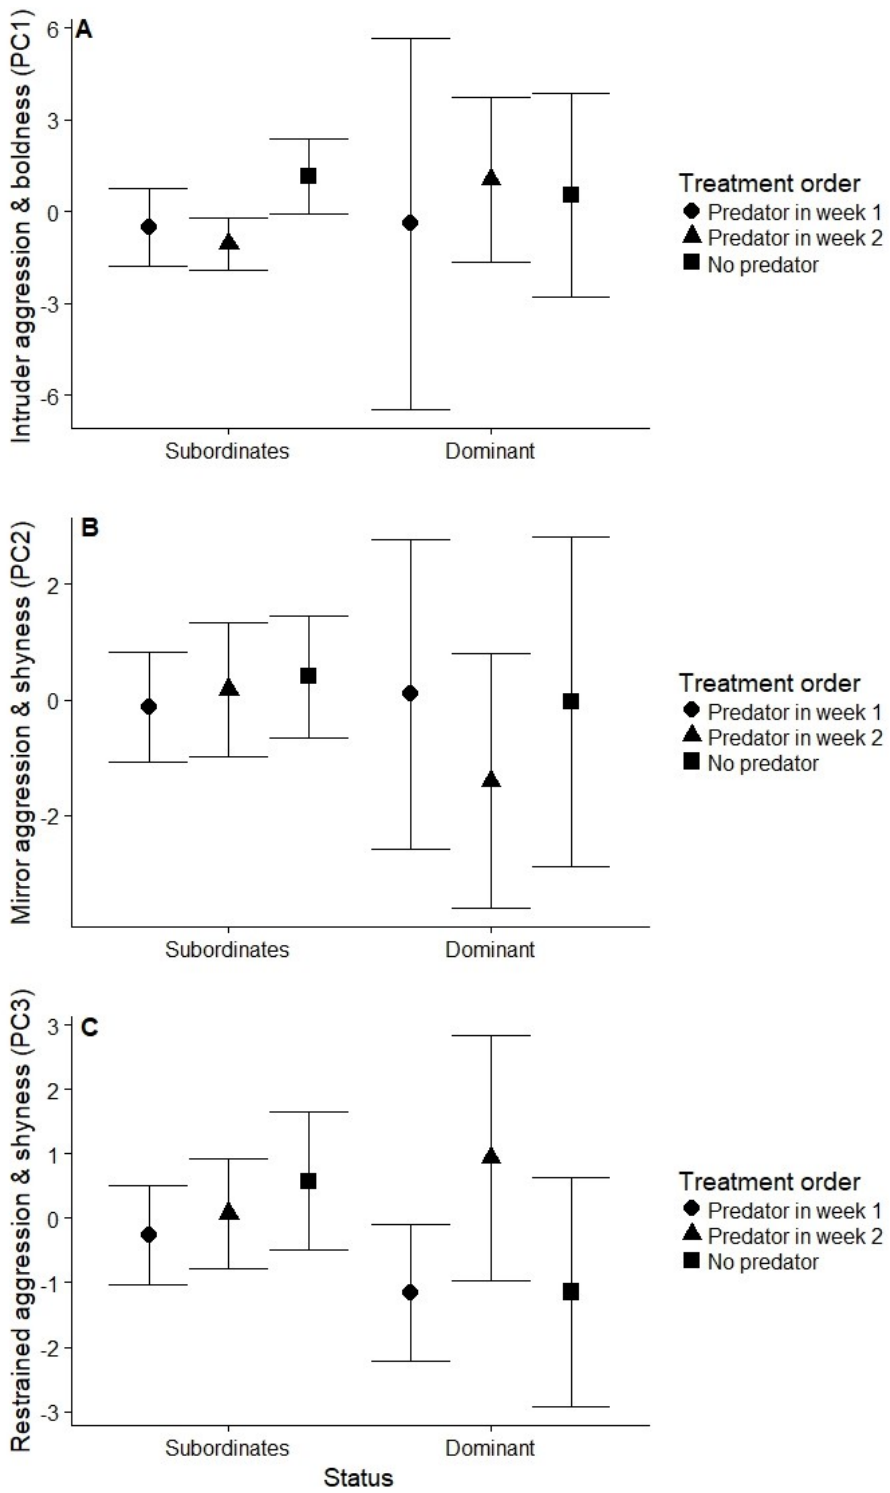 A
Intruder aggression & boldness (PC1)
6
3
0
-3
-6
Subordinates Dominant
Treatment order
Predator in week 1
Predator in week 2
No predator
B
Mirror aggression & shyness (PC2)
2
0
-2
Subordinates Dominant
Treatment order
Predator in week 1
Predator in week 2
No predator
C
Restrained aggression & shyness (PC3)
3
2
1
0
-1
-2
-3
Subordinates Dominant
Status
Treatment order
Predator in week 1
Predator in week 2
No predator